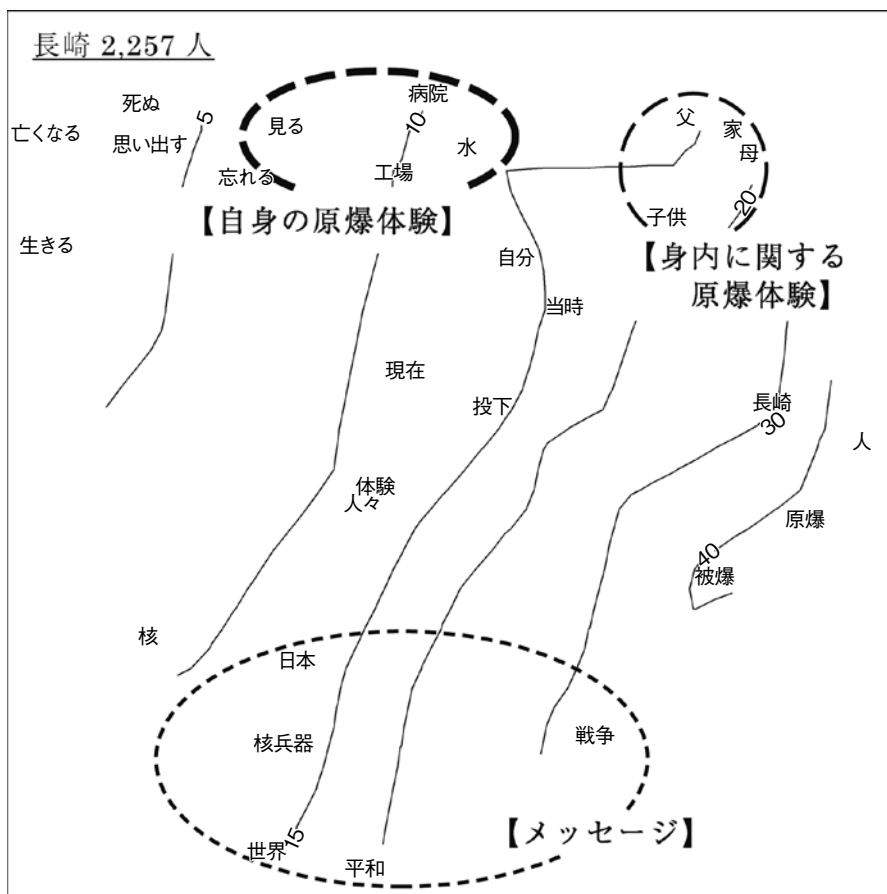 長崎 2,257 人
死ぬ
亡くなる
思い出す
5
忘れる
生きる
見る
病院
10
水
工場
【自身の原爆体験】
父
家
母
20
子供
【身内に関する
原爆体験】
自分
当時
現在
投下
長崎
30
人
体験
人々
原爆
40
被爆
核
日本
核兵器
戦争
世界
15
平和
【メッセージ】